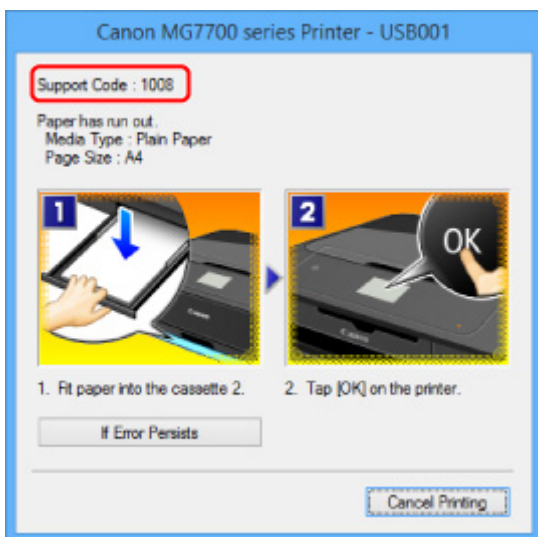 Canon MG7700 series Printer - USB001
Support Code : 1008
Paper has run out.
Media Type : Plain Paper
Page Size : A4
1
2
OK
Canon
Canon
1. Fit paper into the cassette 2.
2. Tap [OK] on the printer.
If Error Persists
Cancel Printing